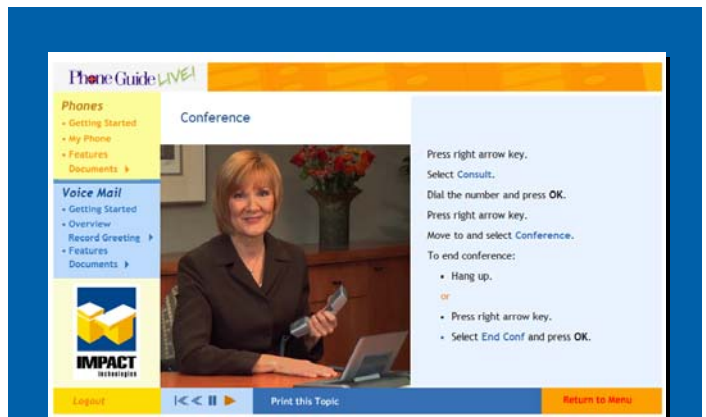 Phone Guide LIVE!
Phones
• Getting Started
• My Phone
• Features
Documents
Voice Mail
• Getting Started
• Overview
Record Greeting
• Features
Documents
IMPACT
technologies
Logout
Conference
Press right arrow key.
Select Consult.
Dial the number and press OK.
Press right arrow key.
Move to and select Conference.
To end conference:
• Hang up.
or
• Press right arrow key.
• Select End Conf and press OK.
Print this Topic
Return to Menu